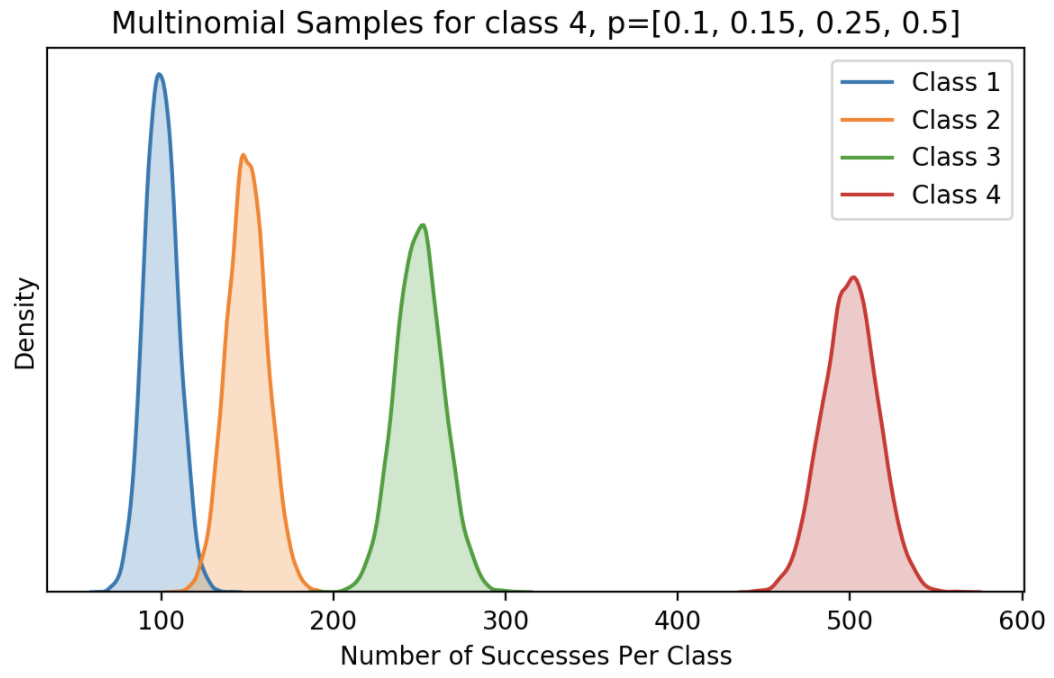 Multinomial Samples for class 4, p=[0.1, 0.15, 0.25, 0.5]
Class 1
Class 2
Class 3
Class 4
Density
100 200 300 400 500 600
Number of Successes Per Class